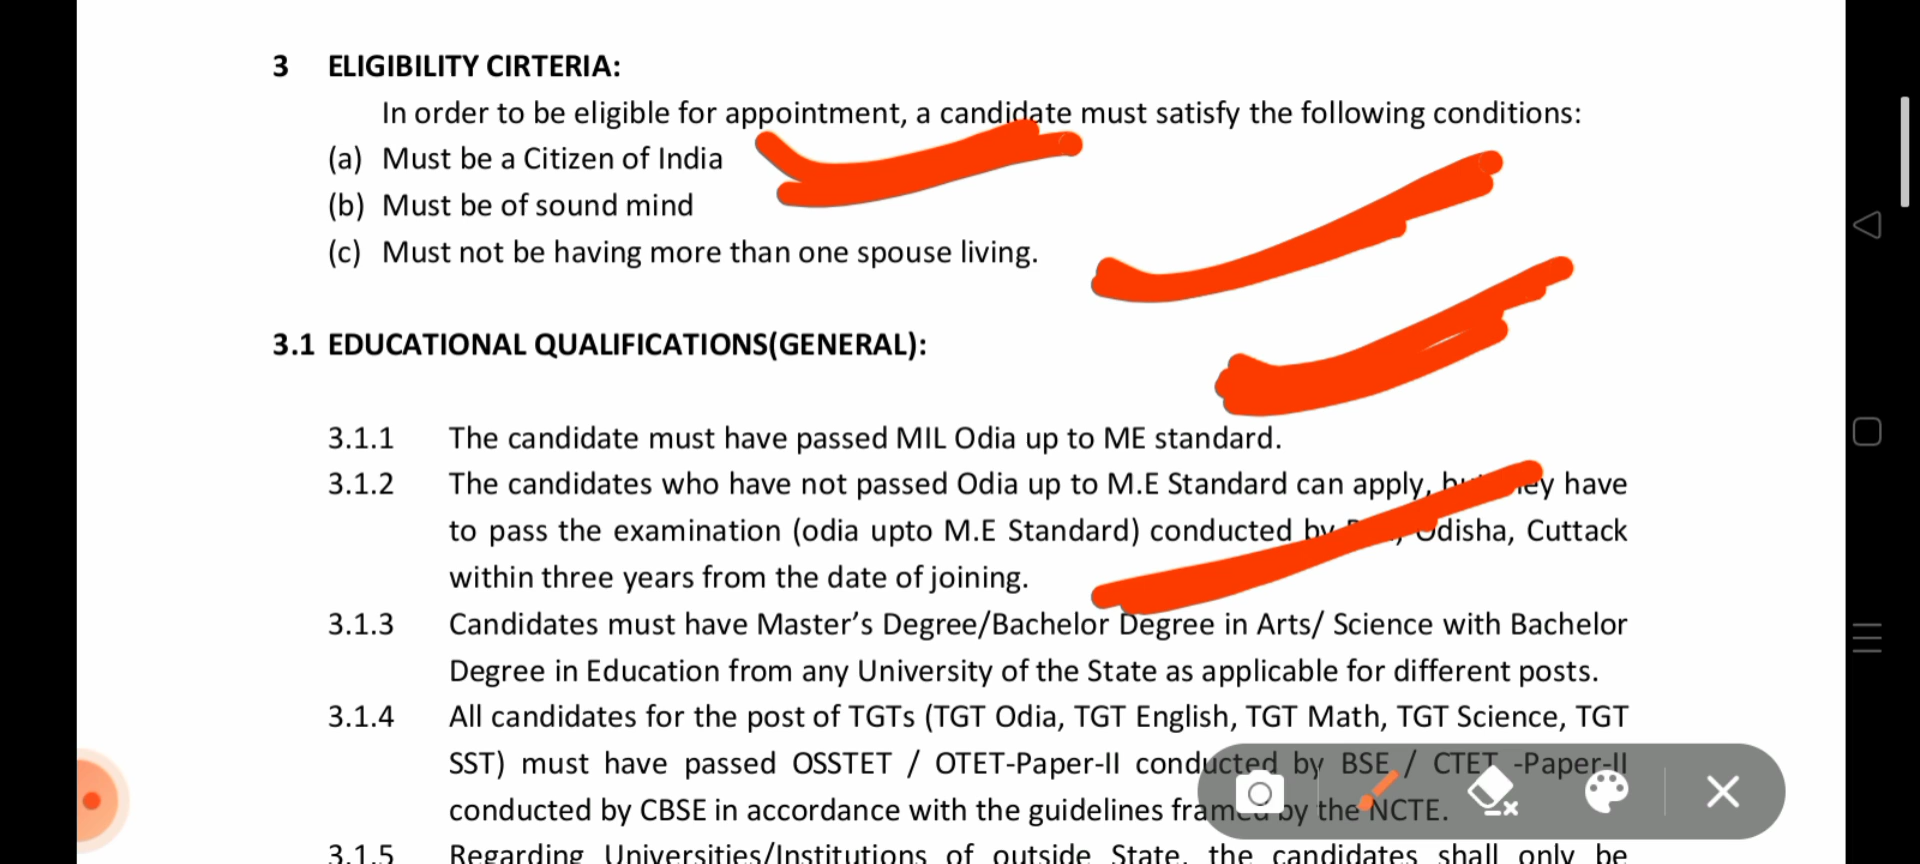 3 ELIGIBILITY CIRTERIA:
In order to be eligible for appointment, a candidate must satisfy the following conditions:
(a) Must be a Citizen of India
(b) Must be of sound mind
(c) Must not be having more than one spouse living.
3.1 EDUCATIONAL QUALIFICATIONS(GENERAL):
3.1.1 The candidate must have passed MIL Odia up to ME standard.
3.1.2 The candidates who have not passed Odia up to M.E Standard can apply, have
to pass the examination (odia upto M.E Standard) conducted by Odisha, Cuttack
within three years from the date of joining.
3.1.3 Candidates must have Master's Degree/Bachelor Degree in Arts/ Science with Bachelor
Degree in Education from any University of the State as applicable for different posts.
3.1.4 All candidates for the post of TGTs (TGT Odia, TGT English, TGT Math, TGT Science, TGT
SST) must have passed OSSTET / OTET-Paper-II conducted by BSE / CTET -Paper-II
conducted by CBSE in accordance with the guidelines framed by the NCTE.
3.1.5 Regarding Universities/Institutions of outside State, the candidates shall only be